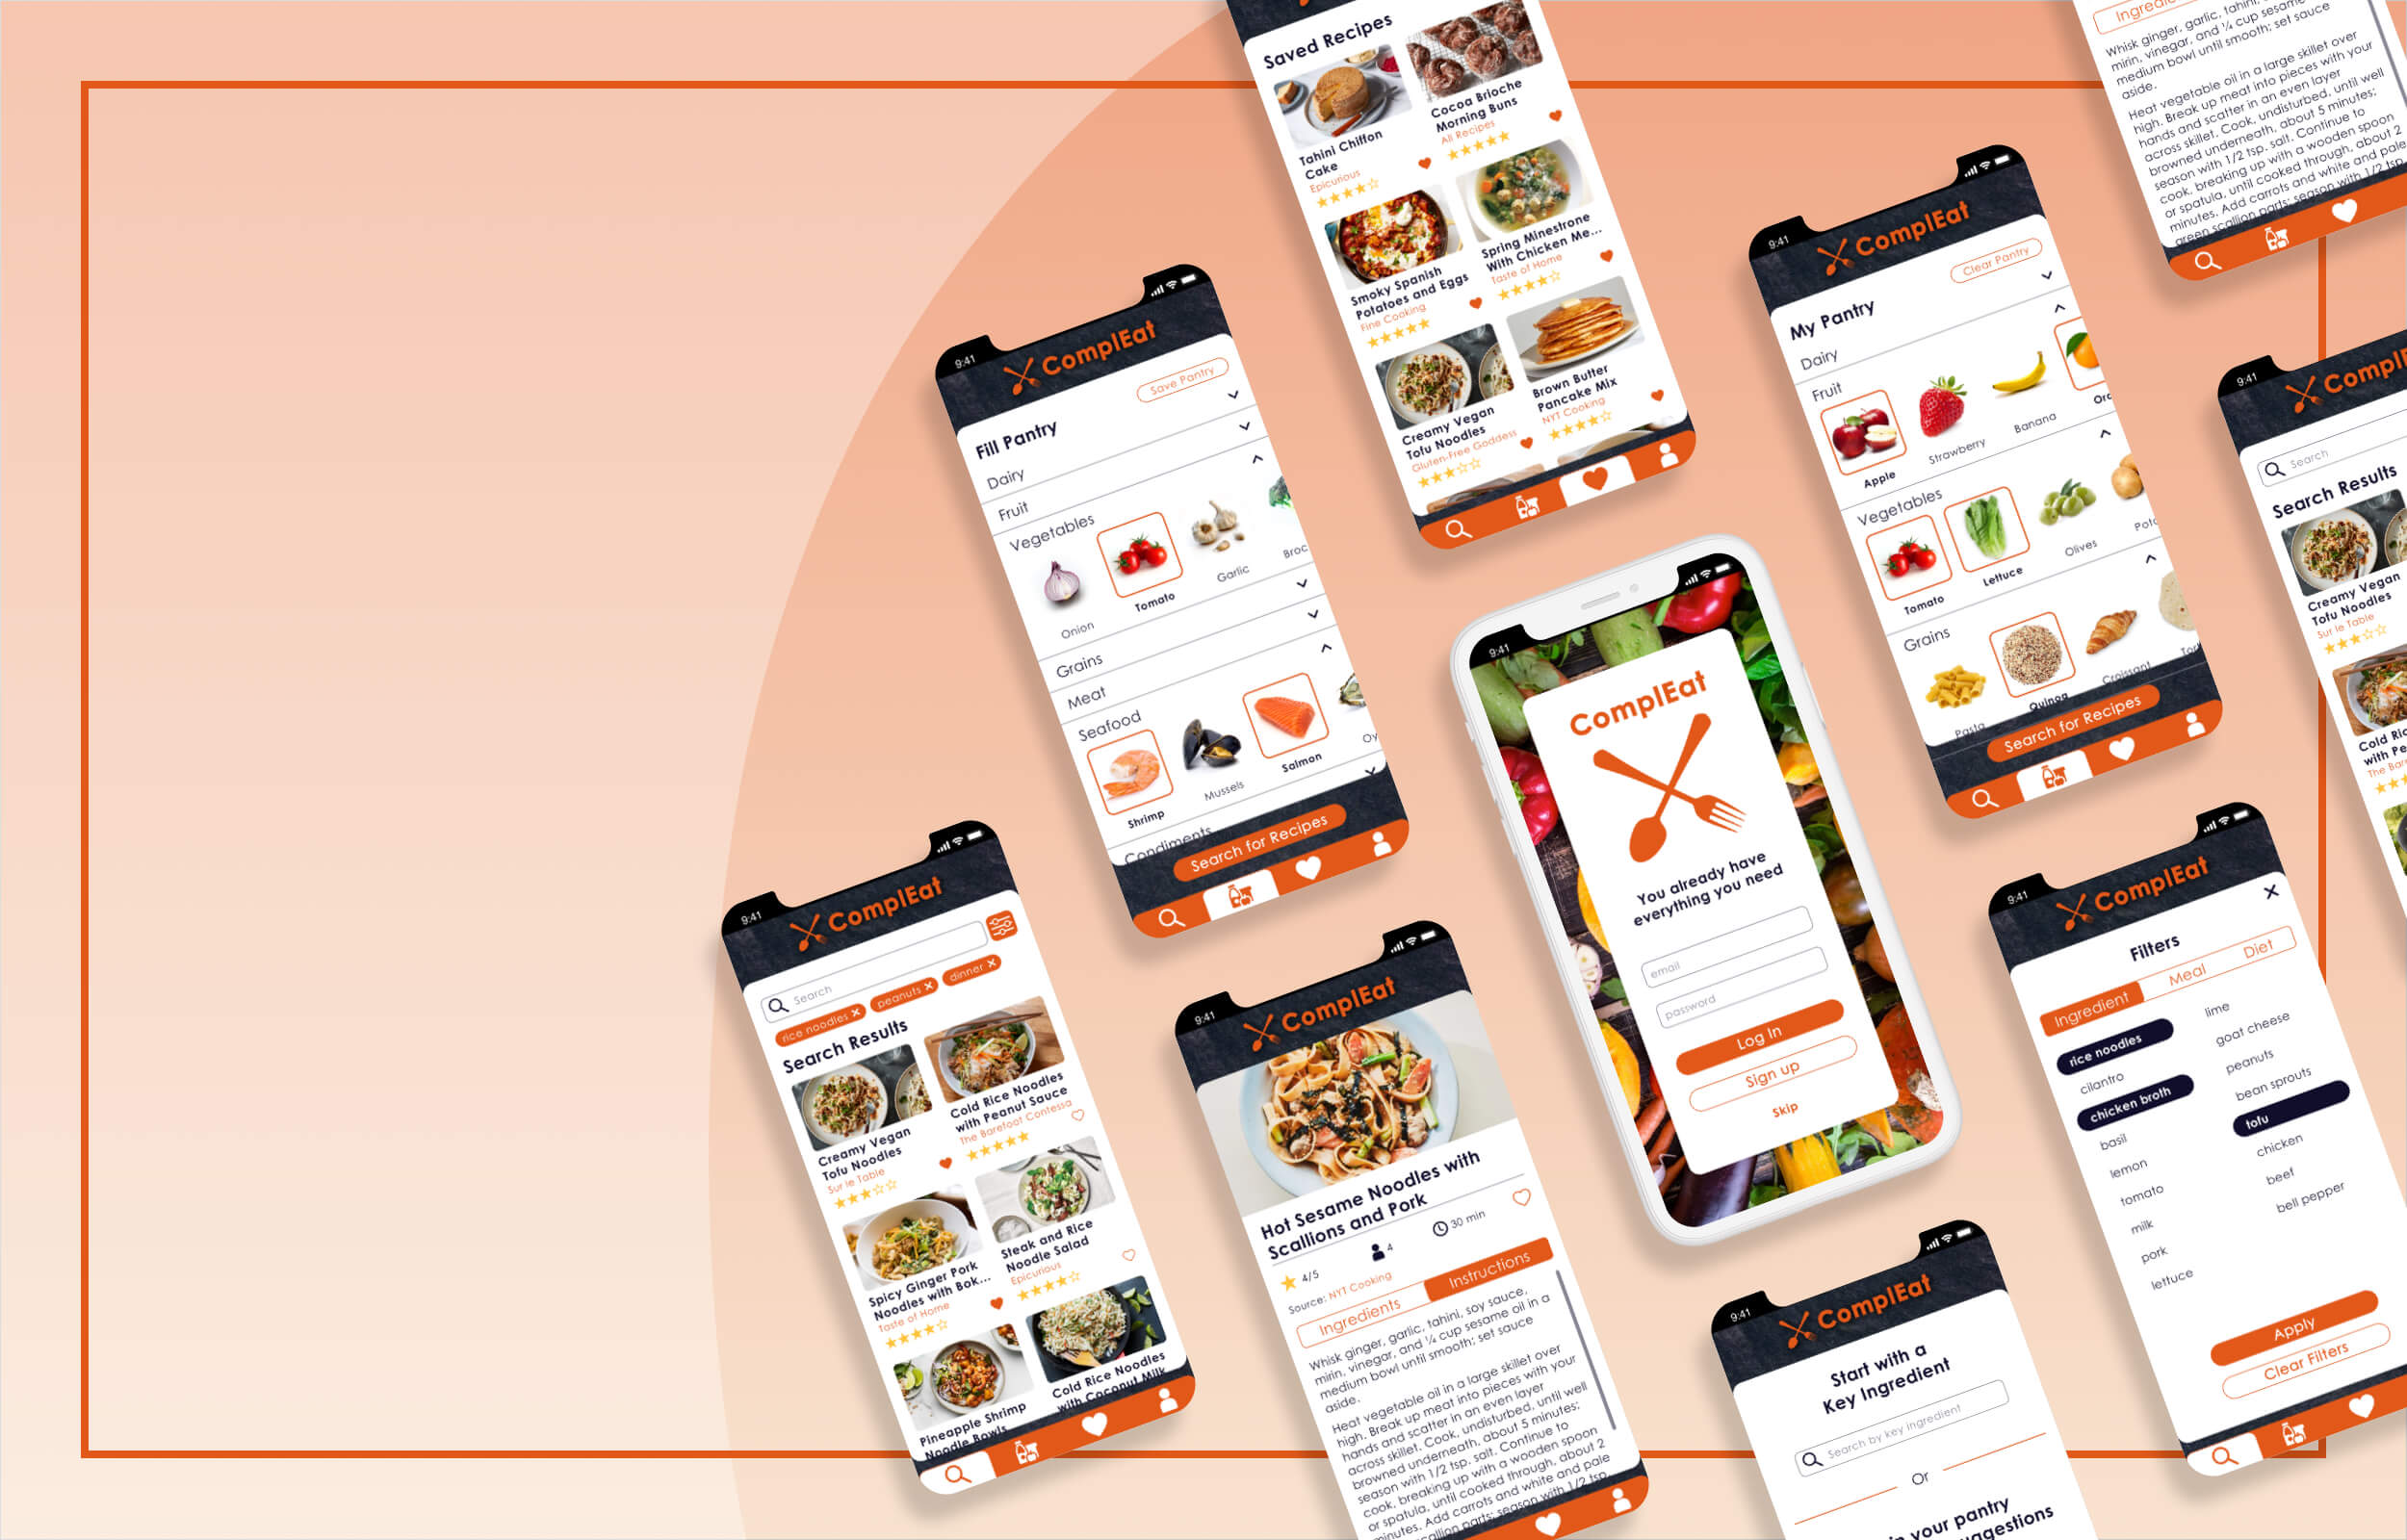 Saved Recipes
Tahini Chiffon
Cake
Epicurious
Cocoa Brioche
Morning Buns
All Recipes
Smoky Spanish
Potatoes and Eggs
Fine Cooking
Spring Minestrone
With Chicken Me...
Taste of Home
Creamy Vegan
Tofu Noodles
Gluten-Free Goddess
Brown Butter
Pancake Mix
NYT Cooking
Whisk ginger, garlic, tahini,
mirin, vinegar, and ¼ cup sesame
medium bowl until smooth; set sauce
aside.
Heat vegetable oil in a large skillet over
high. Break up meat into pieces with your
hands and scatter in an even layer
across skillet. Cook, undisturbed, until well
browned underneath, about 5 minutes;
season with 1/2 tsp. salt. Continue to
cook, breaking up with a wooden spoon
or spatula, until cooked through, about 2
minutes. Add carrots and white and pale
green scallion parts; season with 1/2 tsp
9:41
ComplEat
Clear Pantry
My Pantry
Dairy
Fruit
Apple
Strawberry
Banana
Vegetables
Tomato
Lettuce
Olives
Grains
Pasta
Quinoa
Croissant
Search for Recipes
9:41
ComplEat
Save Pantry
Fill Pantry
Dairy
Fruit
Vegetables
Onion
Tomato
Garlic
Broc
Grains
Meat
Seafood
Shrimp
Mussels
Salmon
Oy
Condiments
Search for Recipes
9:41
Search
Search Results
Creamy Vegan
Tofu Noodles
Sur le Table
Cold Ric
with Pe
The Bar
9:41
ComplEat
You already have
everything you need
email
password
Log In
Sign up
Skip
9:41
ComplEat
Search
rice noodles
peanuts
dinner
Search Results
Creamy Vegan
Tofu Noodles
Sur le Table
Cold Rice Noodles
with Peanut Sauce
The Barefoot Contessa
Spicy Ginger Pork
Noodles with Bok...
Taste of Home
Steak and Rice
Noodle Salad
Epicurious
Pineapple Shrimp
Noodle Bowls
Cold Rice Noodles
with Coconut Milk
9:41
ComplEat
Hot Sesame Noodles with
Scallions and Pork
4/5
4
30 min
Source: NYT Cooking
Ingredients
Instructions
Whisk ginger, garlic, tahini, soy sauce,
mirin, vinegar, and ¼ cup sesame oil in a
medium bowl until smooth; set sauce
aside.
Heat vegetable oil in a large skillet over
high. Break up meat into pieces with your
hands and scatter in an even layer
across skillet. Cook, undisturbed, until well
browned underneath, about 5 minutes;
season with 1/2 tsp. salt. Continue to
cook, breaking up with a wooden spoon
or spatula, until cooked through, about 2
minutes. Add carrots and white and pale
scallion parts; season with 1/2 tsp
9:41
ComplEat
Filters
Ingredient
Meal
Diet
rice noodles
cilantro
chicken broth
basil
lemon
tomato
milk
pork
lettuce
lime
goat cheese
peanuts
bean sprouts
tofu
chicken
beef
bell pepper
Apply
Clear Filters
9:41
ComplEat
Start with a
Key Ingredient
Search by key ingredient
Or
your pantry